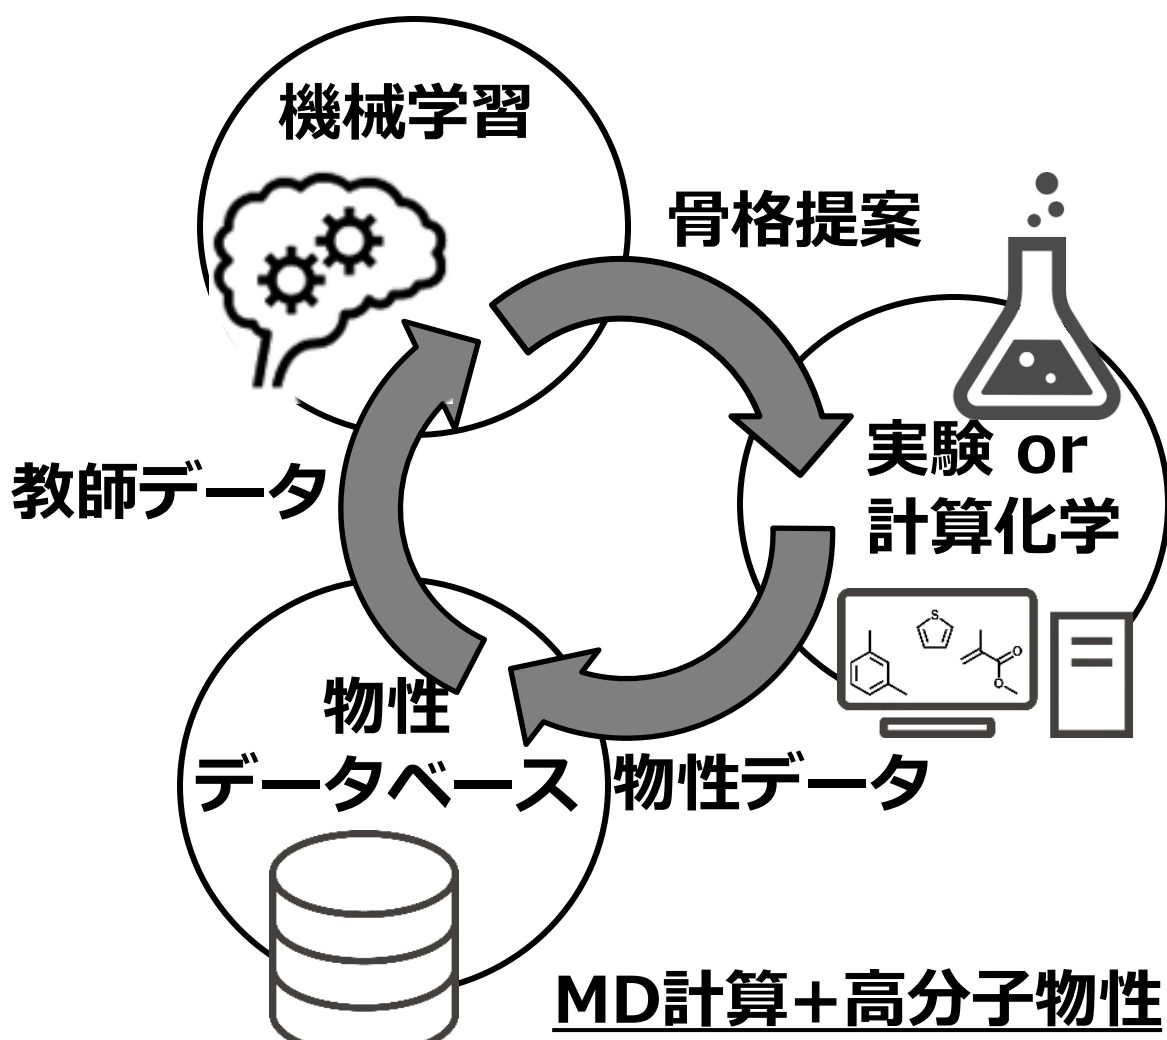 機械学習
骨格提案
実験 or
計算化学
S
O
O
教師データ
物性
データベース
物性データ
MD計算+高分子物性